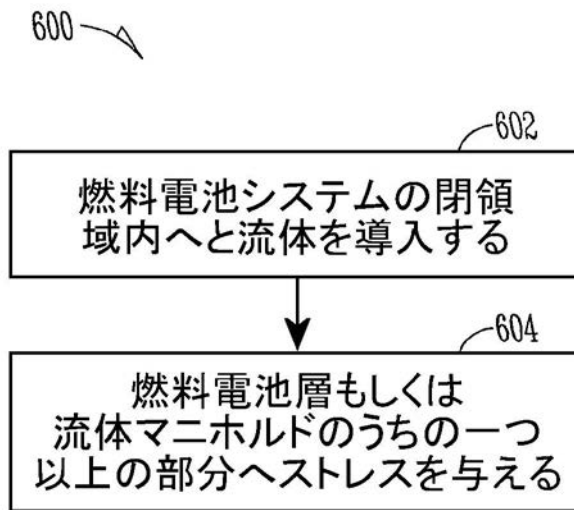 600
602
燃料電池システムの閉領
域内へと流体を導入する
604
燃料電池層もしくは
流体マニホルドのうちの一つ
以上の部分へストレスを与える